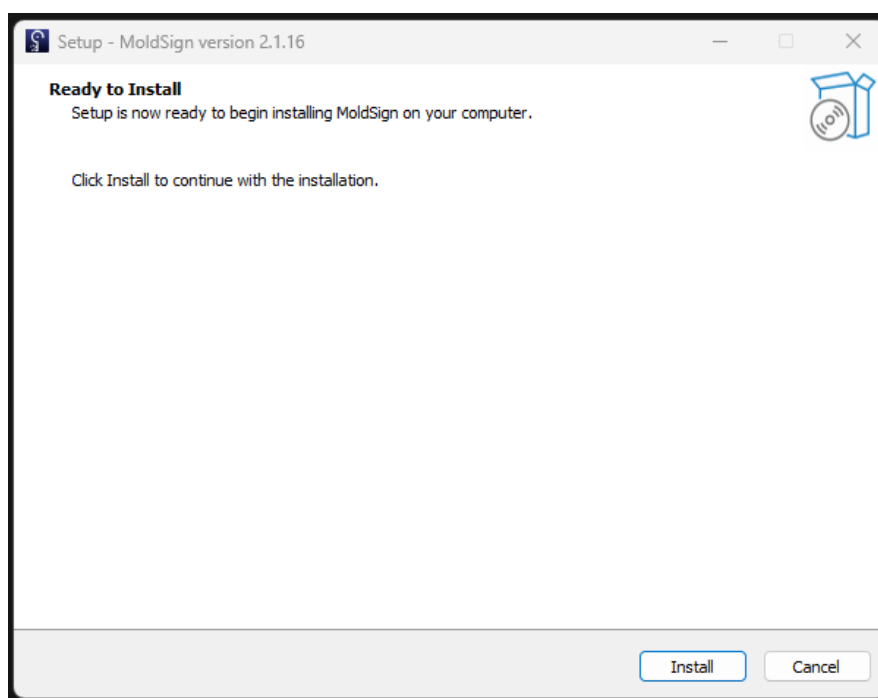 Setup - MoldSign version 2.1.16
Ready to Install
Setup is now ready to begin installing MoldSign on your computer.
Click Install to continue with the installation.
Install
Cancel